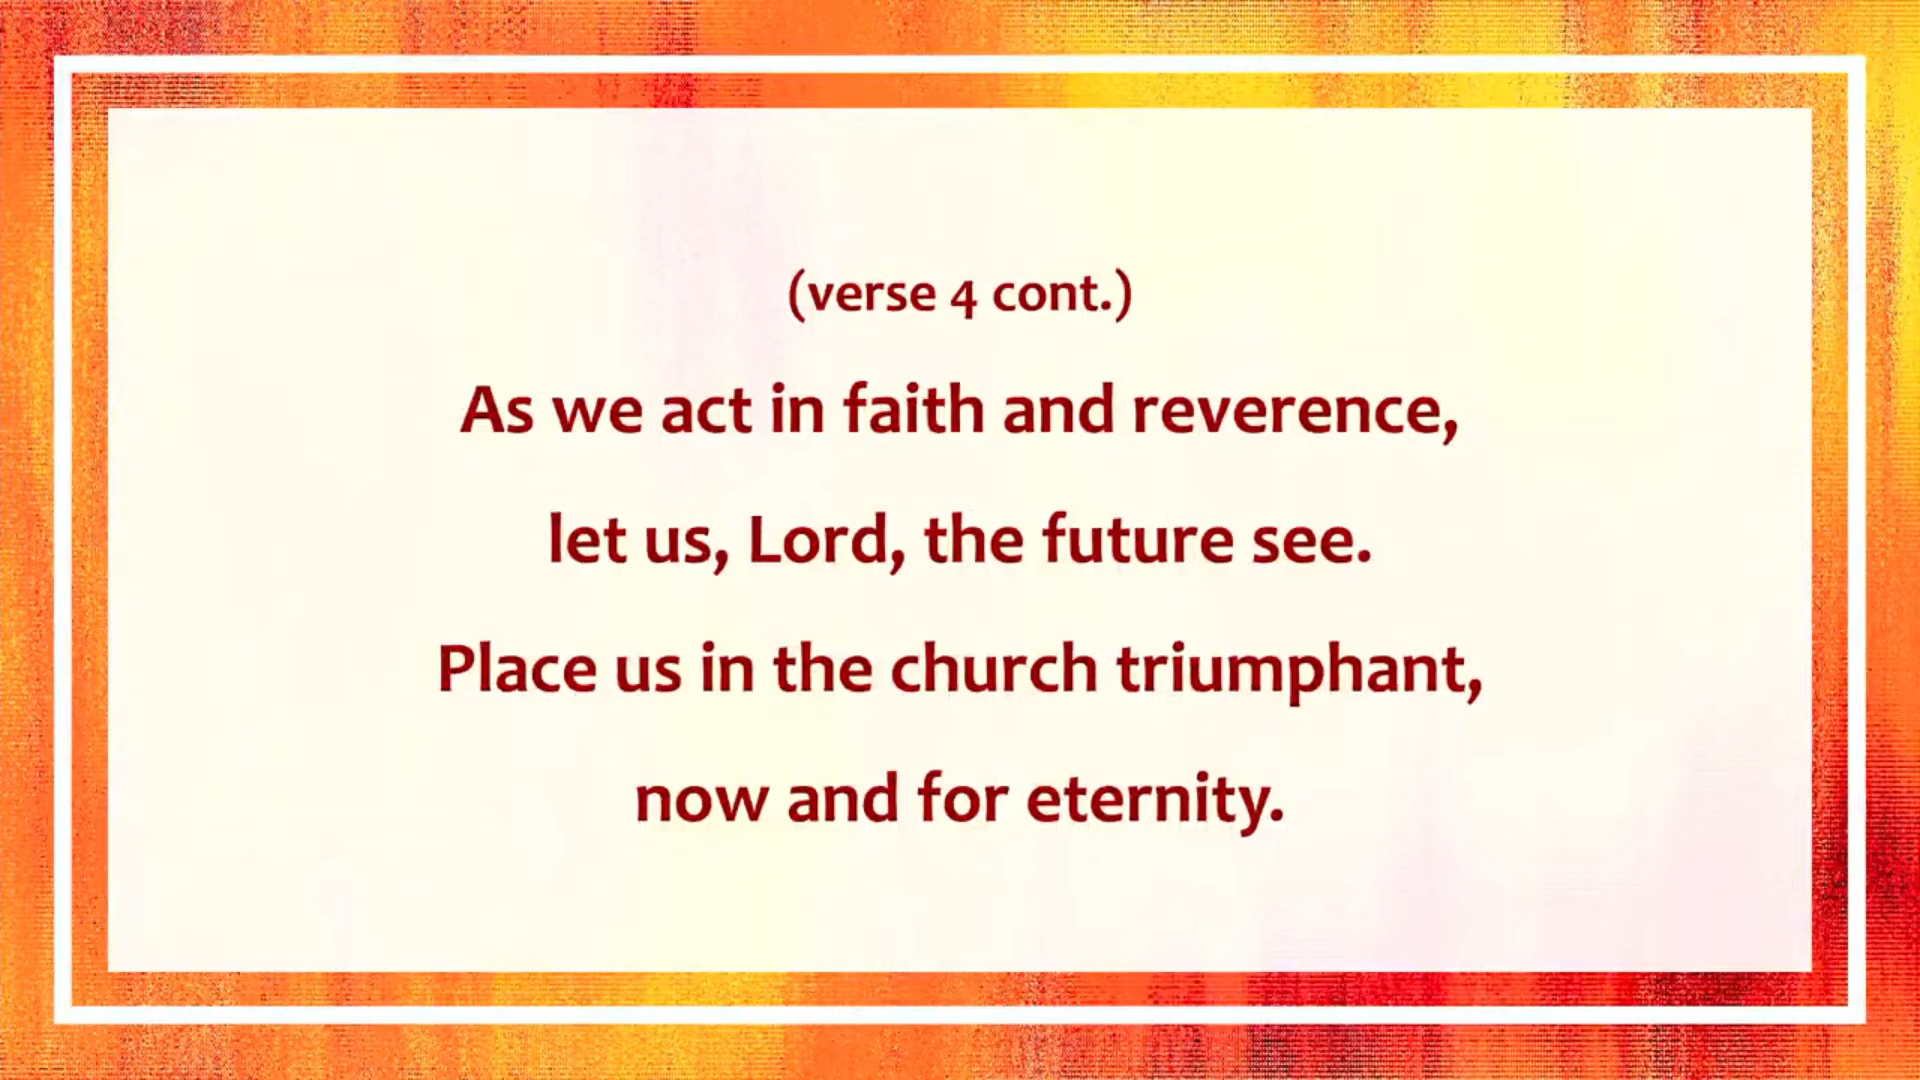 (verse 4 cont.)
As we act in faith and reverence,
let us, Lord, the future see.
Place us in the church triumphant,
now and for eternity.